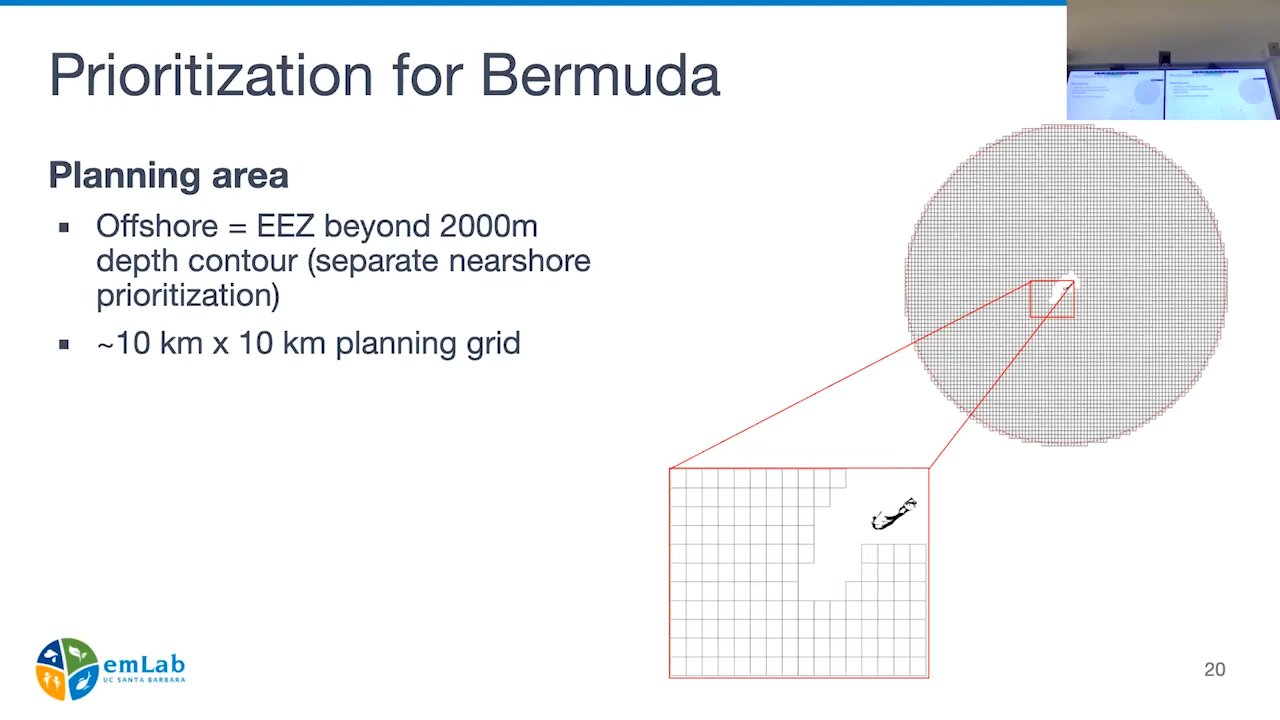 Prioritization for Bermuda
Planning area
▪ Offshore = EEZ beyond 2000m
depth contour (separate nearshore
prioritization)
▪ ~10 km x 10 km planning grid
emLab
UC SANTA BARBARA
20